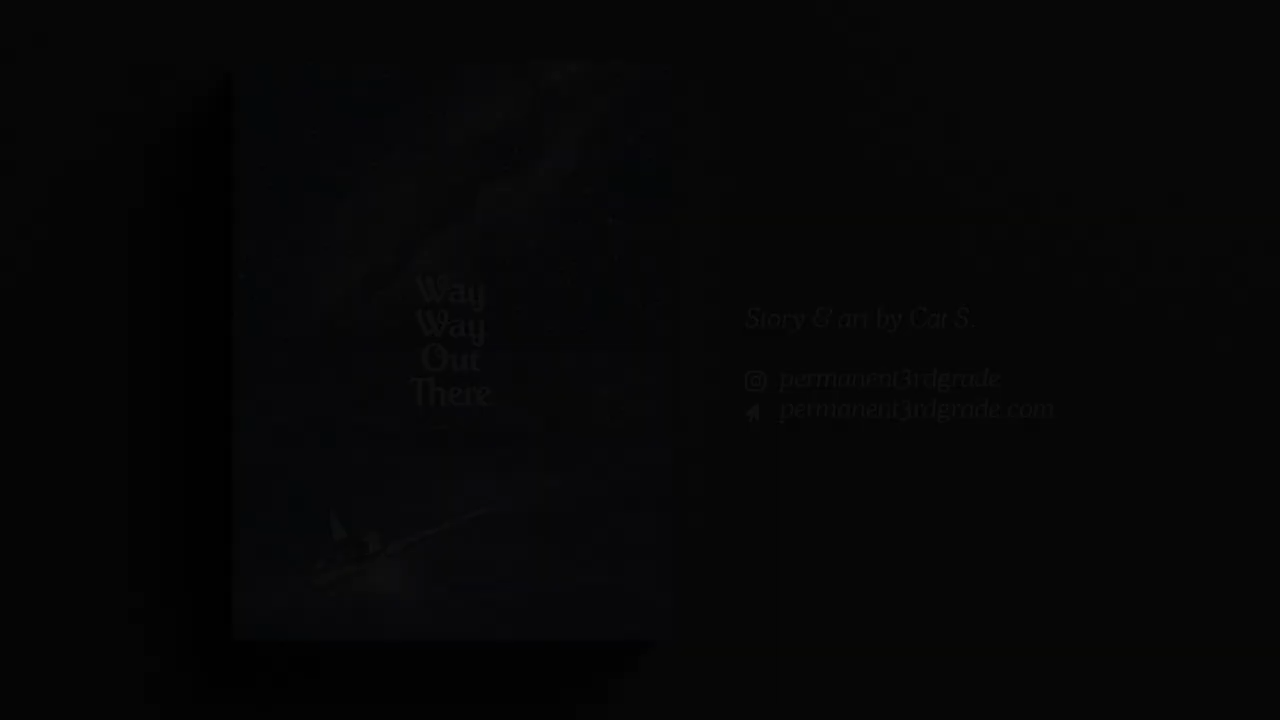 Way
Way
Out
There
Story & art by Cat S.
permanent3rdgrade
permanent3rdgrade.com